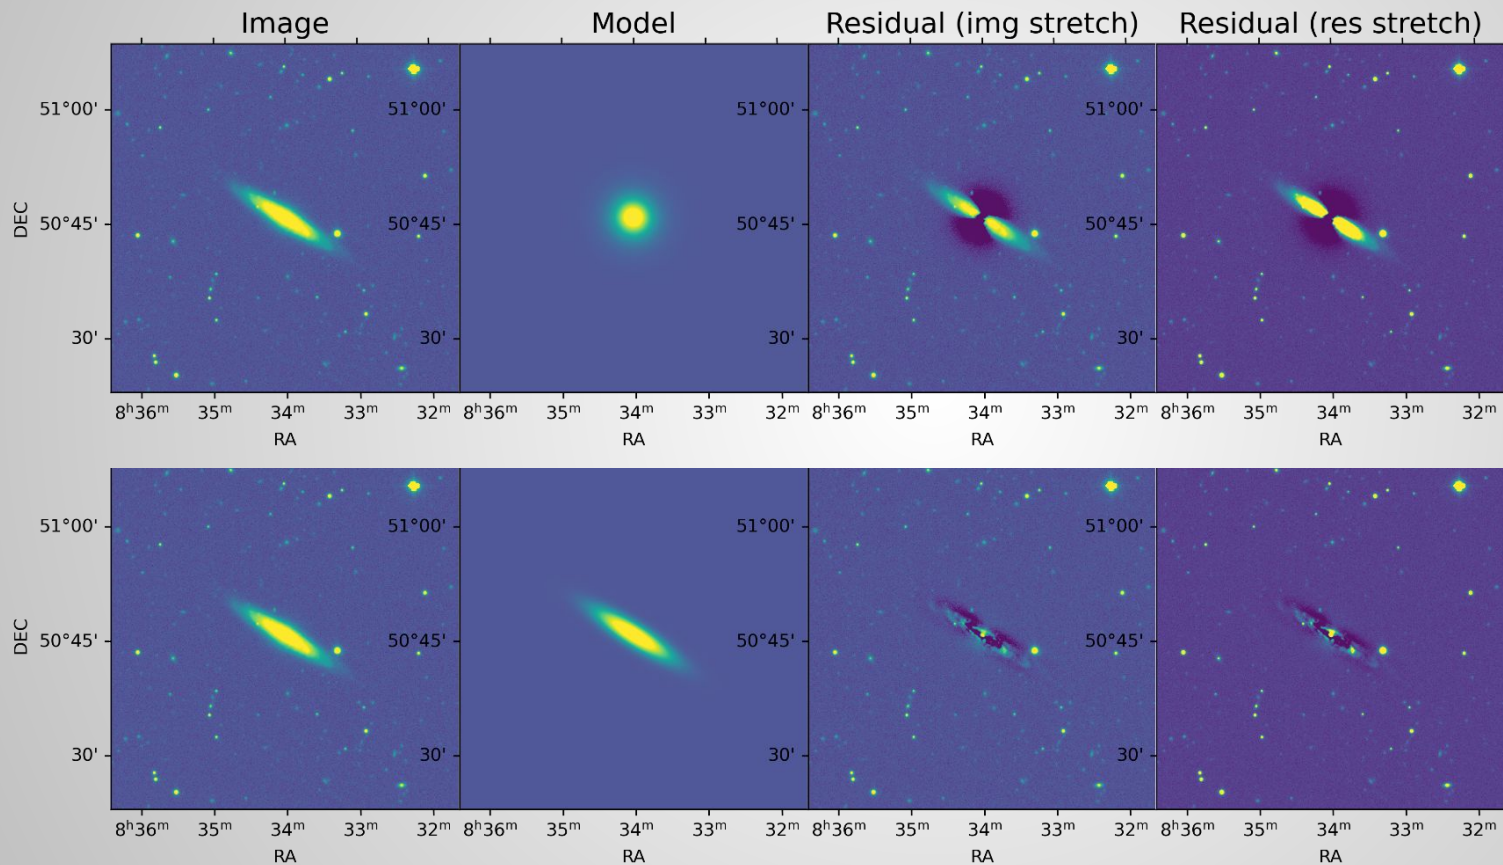 Image Model Residual (img stretch) Residual (res stretch)
51°00' 51°00' 51°00' 51°00'
DEC 50°45' 50°45' 50°45' 50°45'
30' 30' 30' 30'
8ʰ36ᵐ 35ᵐ 34ᵐ 33ᵐ 32ᵐ 8ʰ36ᵐ 35ᵐ 34ᵐ 33ᵐ 32ᵐ 8ʰ36ᵐ 35ᵐ 34ᵐ 33ᵐ 32ᵐ 8ʰ36ᵐ 35ᵐ 34ᵐ 33ᵐ 32ᵐ
RA RA RA RA
51°00' 51°00' 51°00' 51°00'
DEC 50°45' 50°45' 50°45' 50°45'
30' 30' 30' 30'
8ʰ36ᵐ 35ᵐ 34ᵐ 33ᵐ 32ᵐ 8ʰ36ᵐ 35ᵐ 34ᵐ 33ᵐ 32ᵐ 8ʰ36ᵐ 35ᵐ 34ᵐ 33ᵐ 32ᵐ 8ʰ36ᵐ 35ᵐ 34ᵐ 33ᵐ 32ᵐ
RA RA RA RA